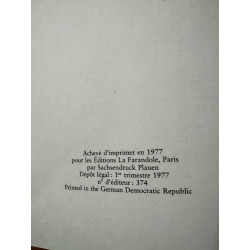 Achevé d'imprimer en 1977
pour les Éditions La Farandole, Paris
par Sachsendruck Plauen
Dépôt légal : 1er trimestre 1977
n° d'éditeur : 374
Printed in the German Democratic Republic